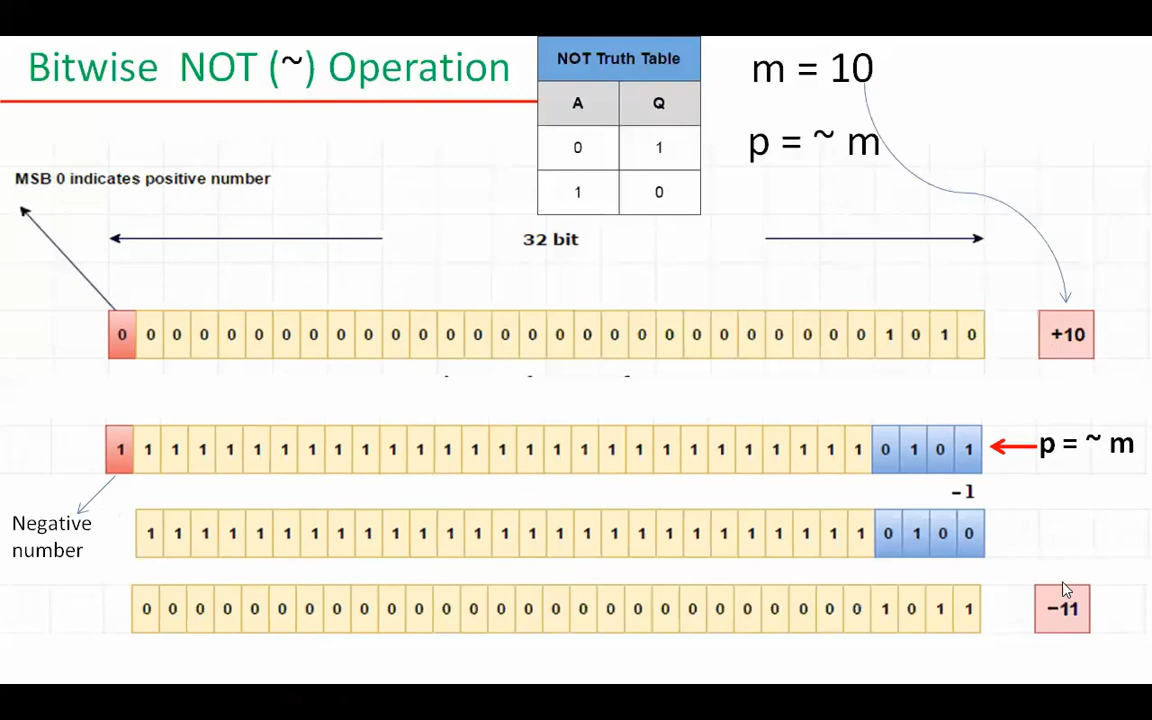 Bitwise NOT (~) Operation
NOT Truth Table
A Q
0 1
1 0
m = 10
p = ~ m
MSB 0 indicates positive number
32 bit
0 0 0 0 0 0 0 0 0 0 0 0 0 0 0 0 0 0 0 0 0 0 0 0 0 0 0 0 1 0 1 0
+10
1 1 1 1 1 1 1 1 1 1 1 1 1 1 1 1 1 1 1 1 1 1 1 1 1 1 1 1 0 1 0 1
p = ~ m
-1
Negative
number
1 1 1 1 1 1 1 1 1 1 1 1 1 1 1 1 1 1 1 1 1 1 1 1 1 1 1 0 1 0 0
0 0 0 0 0 0 0 0 0 0 0 0 0 0 0 0 0 0 0 0 0 0 0 0 0 0 0 1 0 1 1
−11